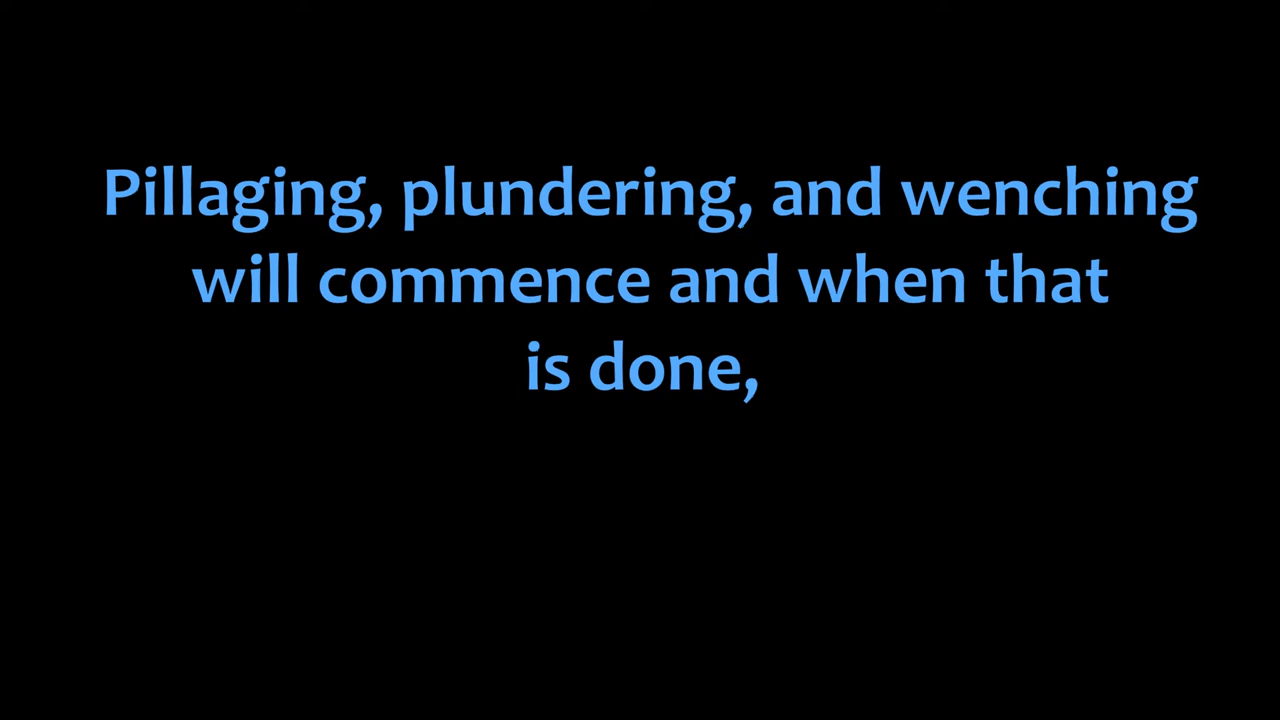 Pillaging, plundering, and wenching
will commence and when that
is done,